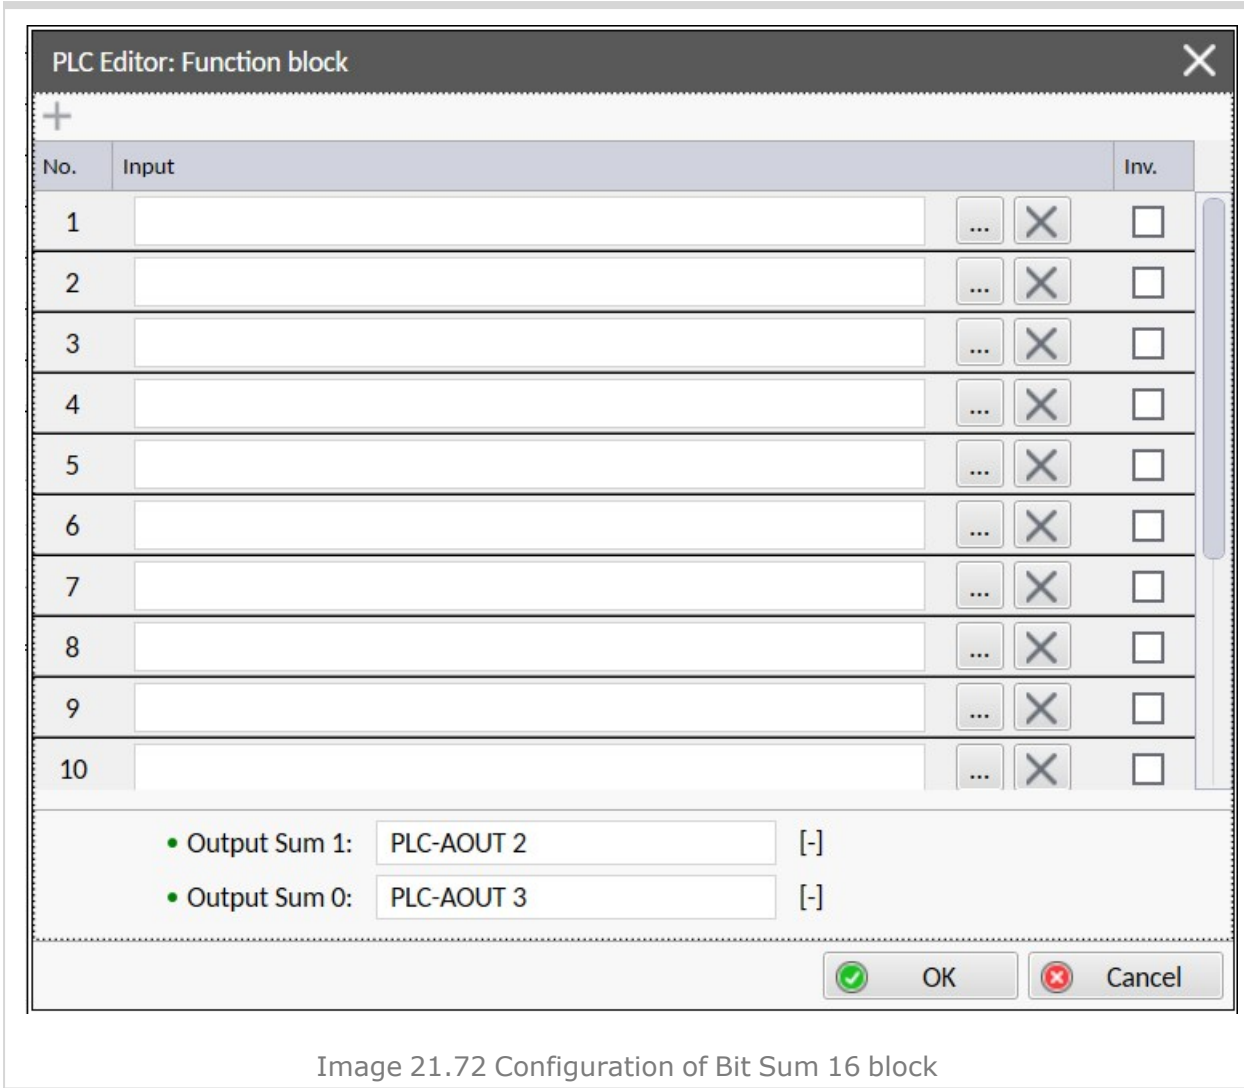 PLC Editor: Function block
No. Input Inv.
1 ...
2 ...
3 ...
4 ...
5 ...
6 ...
7 ...
8 ...
9 ...
10 ...
• Output Sum 1: PLC-AOUT 2 [-]
• Output Sum 0: PLC-AOUT 3 [-]
OK Cancel
Image 21.72 Configuration of Bit Sum 16 block